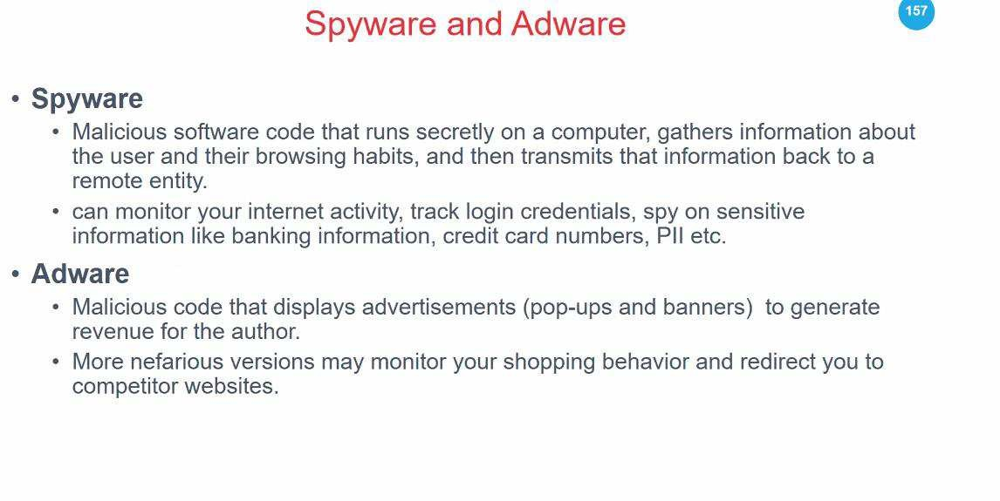 Spyware and Adware
157
• Spyware
• Malicious software code that runs secretly on a computer, gathers information about
the user and their browsing habits, and then transmits that information back to a
remote entity.
• can monitor your internet activity, track login credentials, spy on sensitive
information like banking information, credit card numbers, PII etc.
• Adware
• Malicious code that displays advertisements (pop-ups and banners)  to generate
revenue for the author.
• More nefarious versions may monitor your shopping behavior and redirect you to
competitor websites.